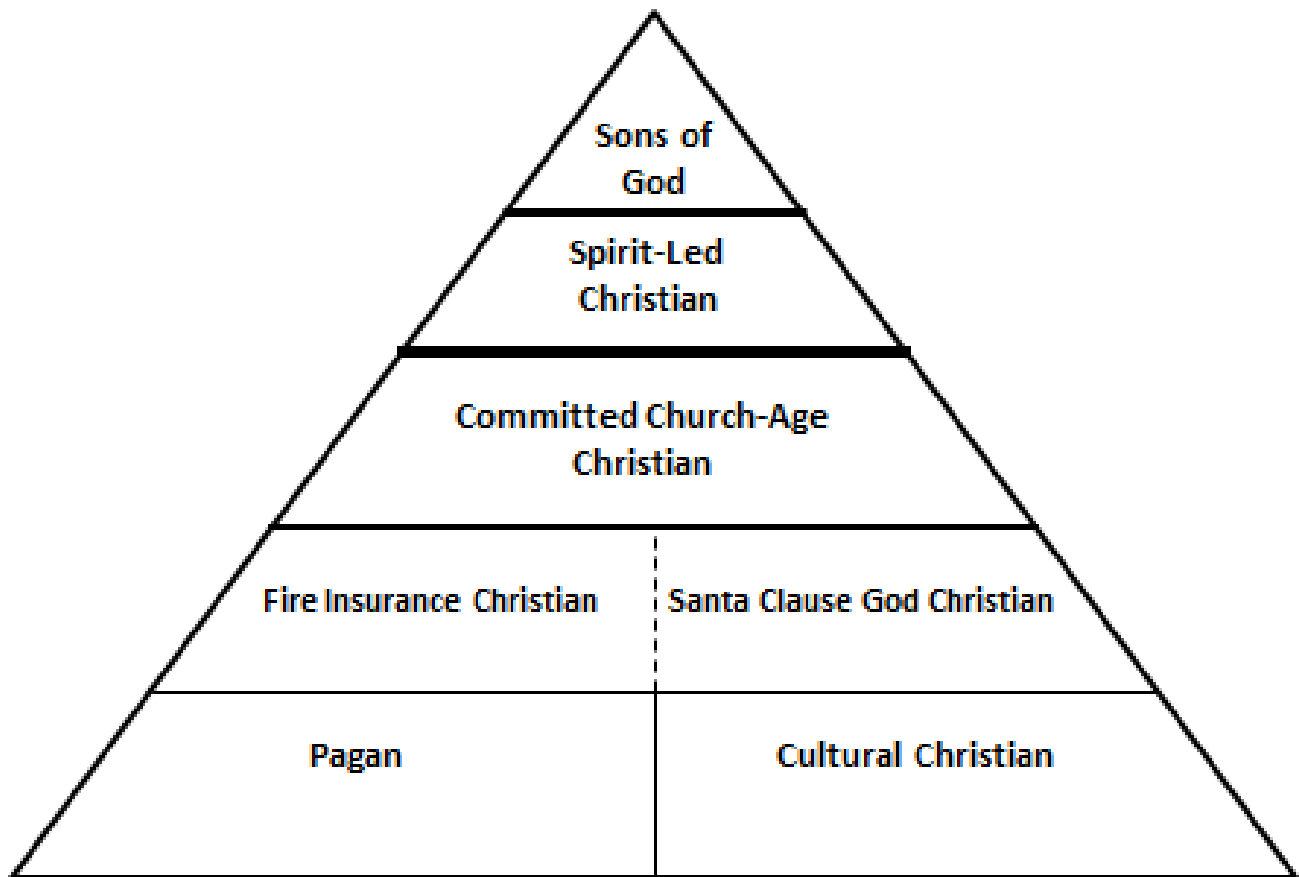 Sons of
God
Spirit-Led
Christian
Committed Church-Age
Christian
Fire Insurance Christian
Santa Clause God Christian
Pagan
Cultural Christian